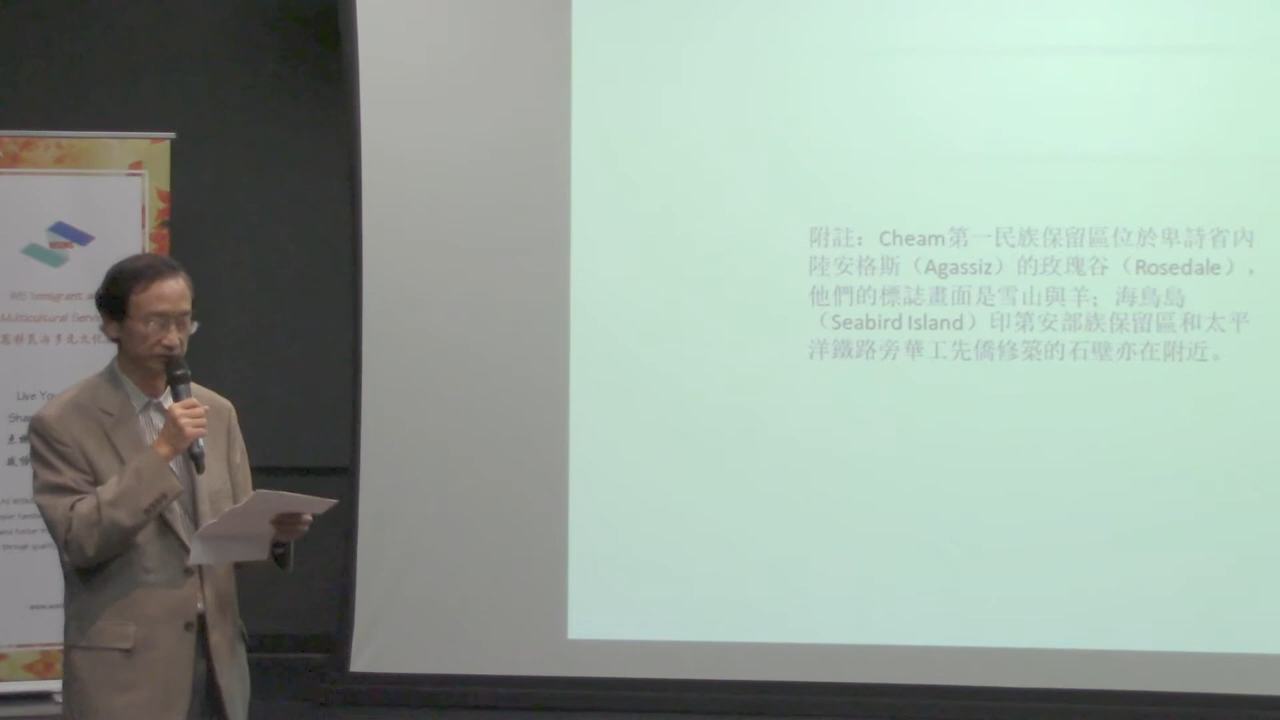 附註：Cheam第一民族保留區位於卑詩省內
陸安格斯（Agassiz）的玫瑰谷（Rosedale），
他們的標誌畫面是雪山與羊；海鳥島
（Seabird Island）印第安部族保留區和太平
洋鐵路旁華工先僑修築的石壁亦在附近。
Immigrant
Multicultural
Live